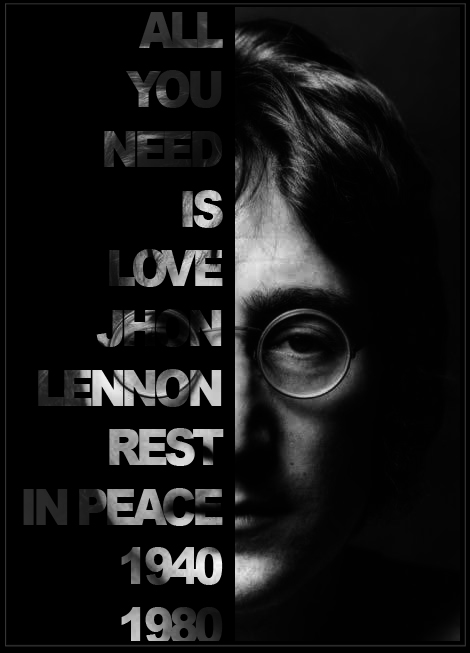 ALL
YOU
NEED
IS
LOVE
JHON
LENNON
REST
IN PEACE
1940
1980